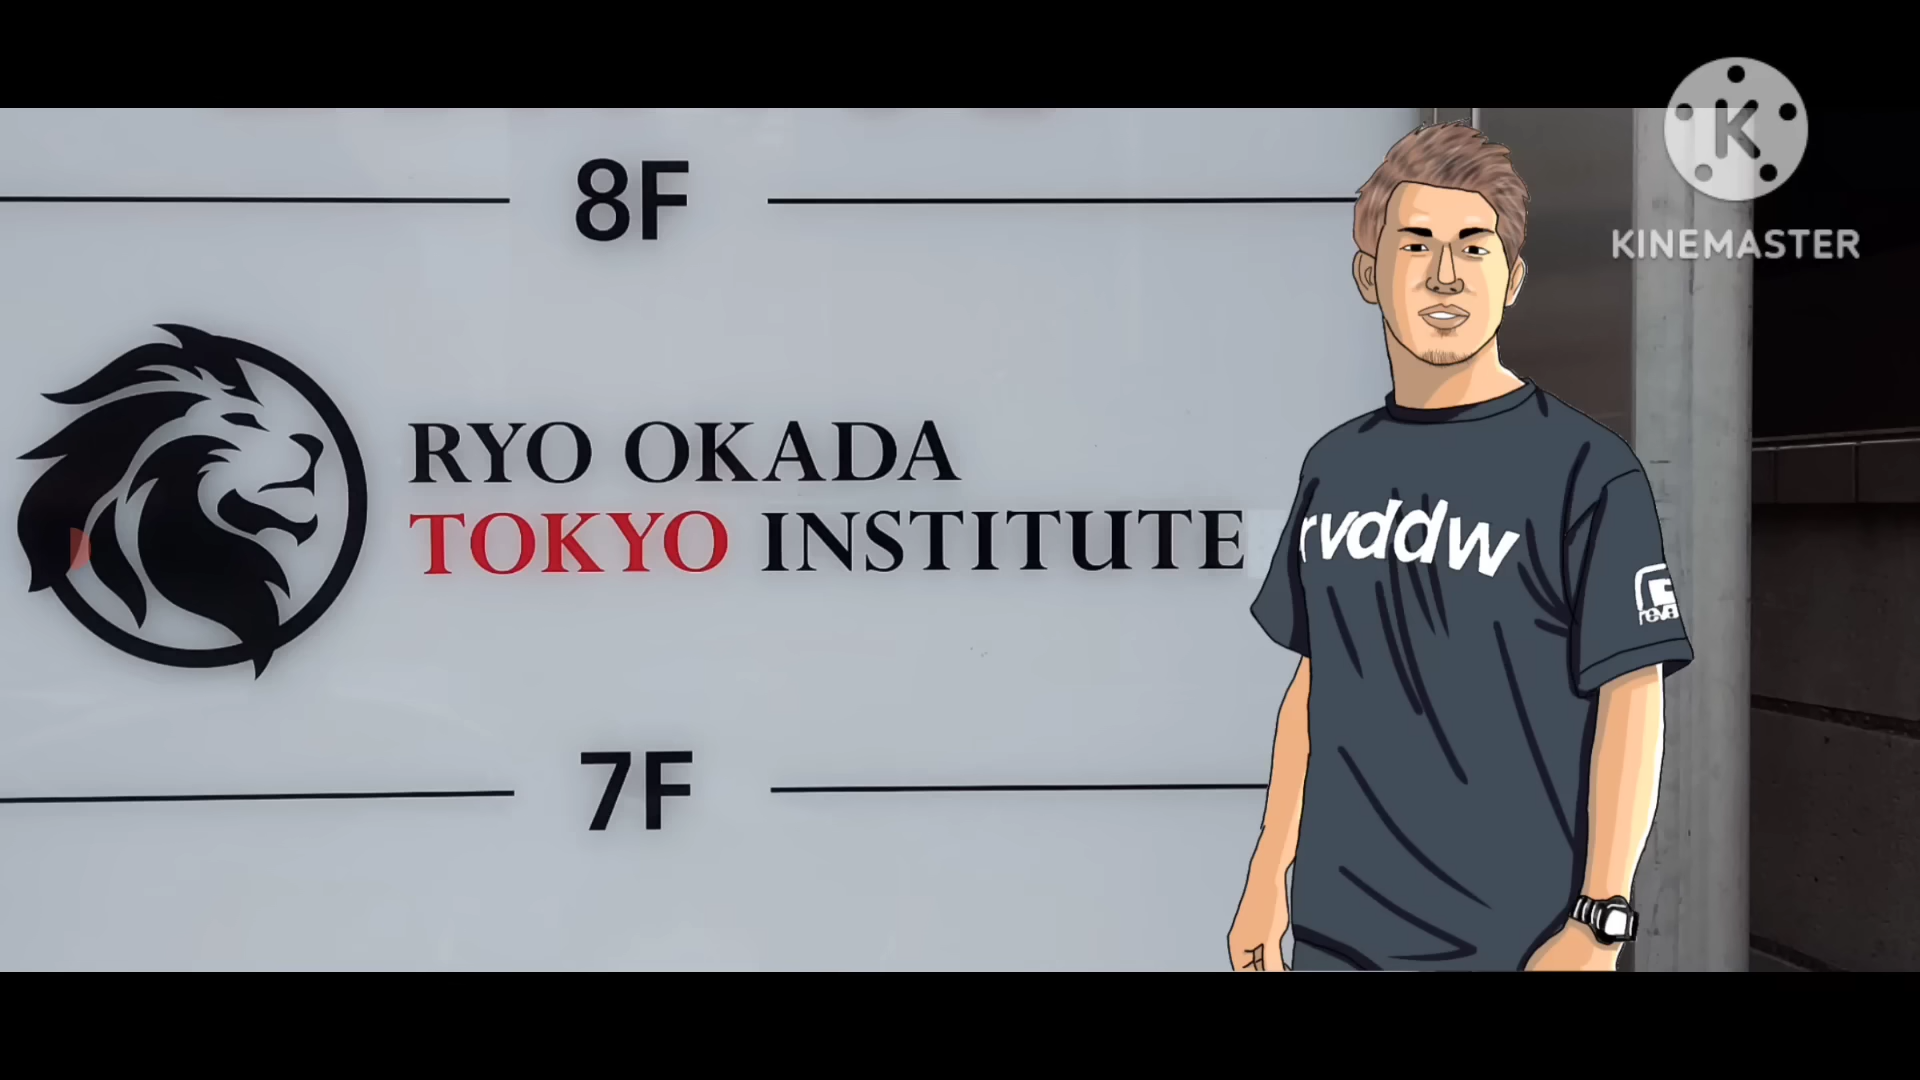 8F
RYO OKADA
TOKYO INSTITUTE
7F
rvddw
KINEMASTER